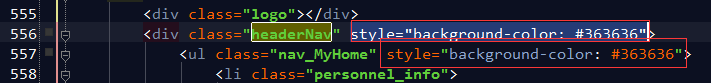 555 <div class="logo"></div>
556 <div class="headerNav" style="background-color: #363636">
557 <ul class="nav_MyHome" style="background-color: #363636">
558 <li class="personnel_info">